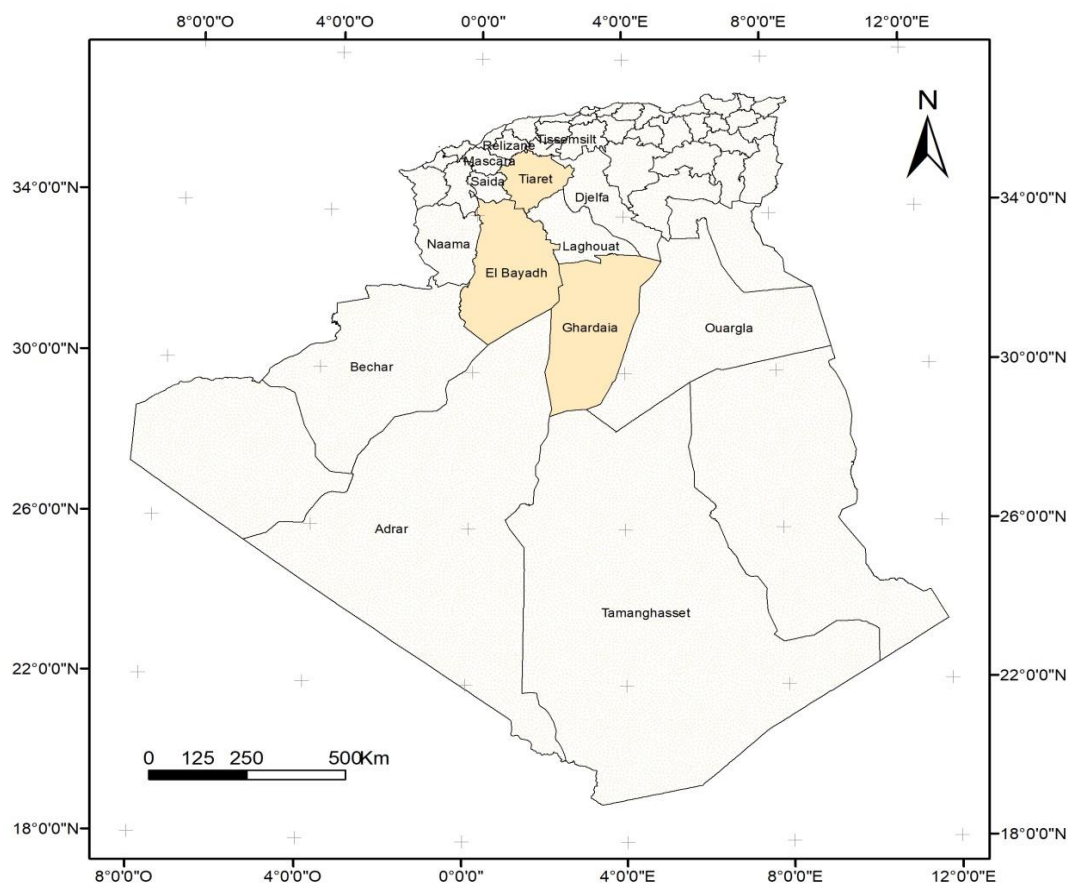 8°0'0"O 4°0'0"O 0°0'0" 4°0'0"E 8°0'0"E 12°0'0"E
N
Tissemsilt
Relizane
Mascara
Saida Tiaret
34°0'0"N 34°0'0"N
Djelfa
Naama Laghouat
El Bayadh
Ghardaia Ouargla
30°0'0"N 30°0'0"N
Bechar
26°0'0"N 26°0'0"N
Adrar
Tamanghasset
22°0'0"N 22°0'0"N
0 125 250 500Km
18°0'0"N 18°0'0"N
8°0'0"O 4°0'0"O 0°0'0" 4°0'0"E 8°0'0"E 12°0'0"E